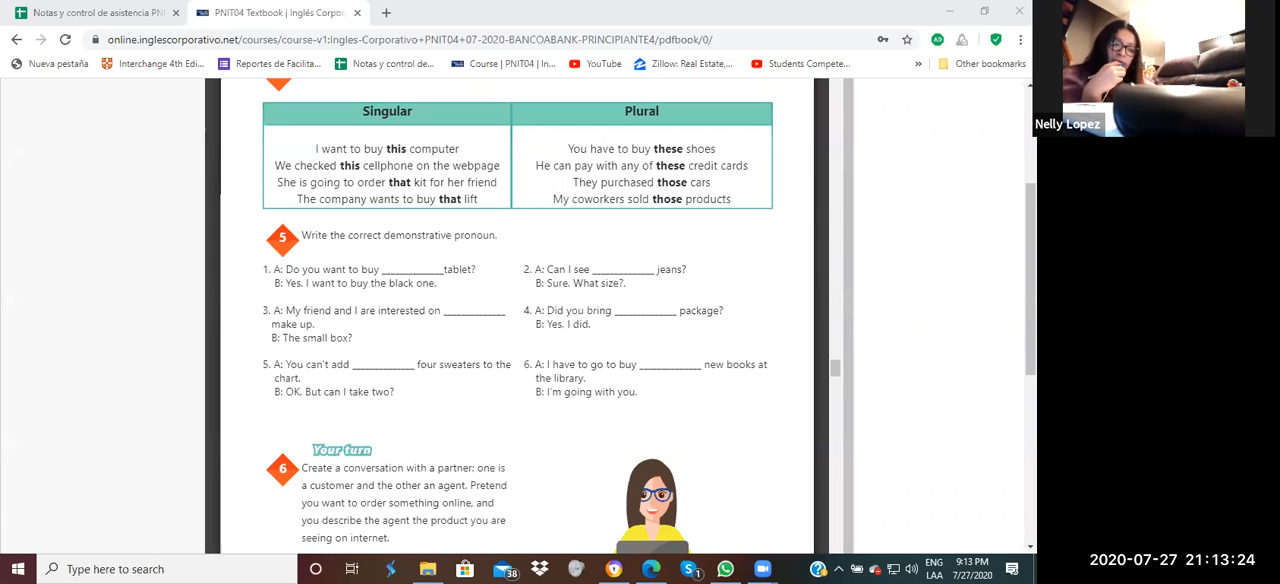 Notas y control de asistencia PNI
PNIT04 Textbook | Inglés Corpor
online.inglescorporativo.net/courses/course-v1:Ingles-Corporativo+PNIT04+07-2020-BANCOABANK-PRINCIPIANTE4/pdfbook/0/
Nueva pestaña
Interchange 4th Edi...
Reportes de Facilita...
Notas y control de...
Course | PNIT04 | In...
YouTube
Zillow: Real Estate,...
Students Compete...
»
Other bookmarks
Nelly Lopez
Singular
Plural
I want to buy this computer
We checked this cellphone on the webpage
She is going to order that kit for her friend
The company wants to buy that lift
You have to buy these shoes
He can pay with any of these credit cards
They purchased those cars
My coworkers sold those products
5
Write the correct demonstrative pronoun.
1. A: Do you want to buy ______________tablet?
B: Yes. I want to buy the black one.
2. A: Can I see ______________ jeans?
B: Sure. What size?.
3. A: My friend and I are interested on ______________
make up.
B: The small box?
4. A: Did you bring ______________ package?
B: Yes, I did.
5. A: You can't add ______________ four sweaters to the
chart.
B: OK. But can I take two?
6. A: I have to go to buy ______________ new books at
the library.
B: I'm going with you.
Your turn
6
Create a conversation with a partner: one is
a customer and the other an agent. Pretend
you want to order something online, and
you describe the agent the product you are
seeing on internet.
Type here to search
38
1
ENG
LAA
9:13 PM
7/27/2020
2020-07-27 21:13:24